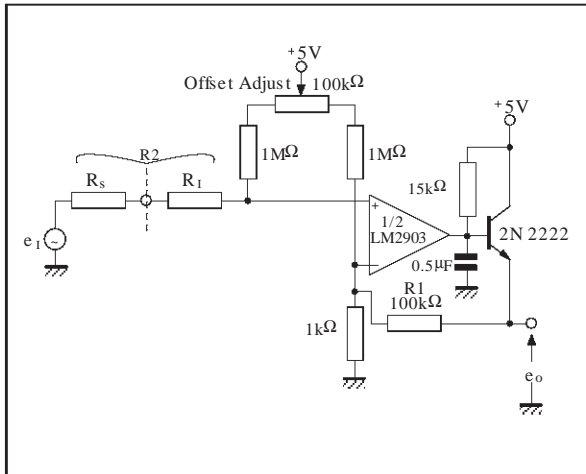 +5V
Offset Adjust
100kΩ
+5V
R2
1MΩ
1MΩ
15kΩ
Rs
RI
+
1/2
LM2903
2N 2222
eI
~
0.5μF
−
R1
100kΩ
1kΩ
eo